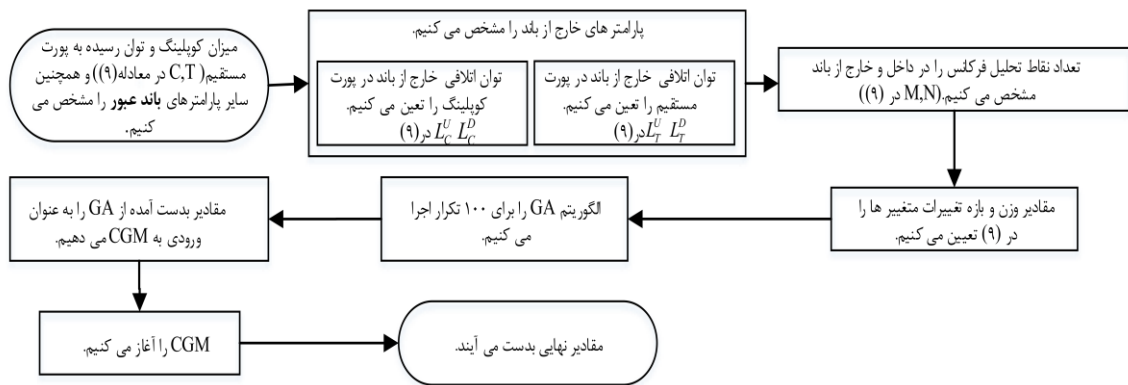 میزان کوپلینگ و توان رسیده به پورت
مستقیم( C,T در معادله(۹)) و همچنین
سایر پارامترهای باند عبور را مشخص می
کنیم.
پارامتر های خارج از باند را مشخص می کنیم.
توان اتلافی خارج از باند در پورت
کوپلینگ را تعین می کنیم.
L_C^U L_C^D در(۹)
توان اتلافی خارج از باند در پورت
مستقیم را تعین می کنیم.
L_T^U L_T^D در(۹)
تعداد نقاط تحلیل فرکانس را در داخل و خارج از باند
مشخص می کنیم.(M,N در (۹))
مقادیر وزن و بازه تغییرات متغییر ها را
در (۹) تعیین می کنیم.
الگوریتم GA را برای ۱۰۰ تکرار اجرا
می کنیم.
مقادیر بدست آمده از GA را به عنوان
ورودی به CGM می دهیم.
CGM را آغاز می کنیم.
مقادیر نهایی بدست می آیند.